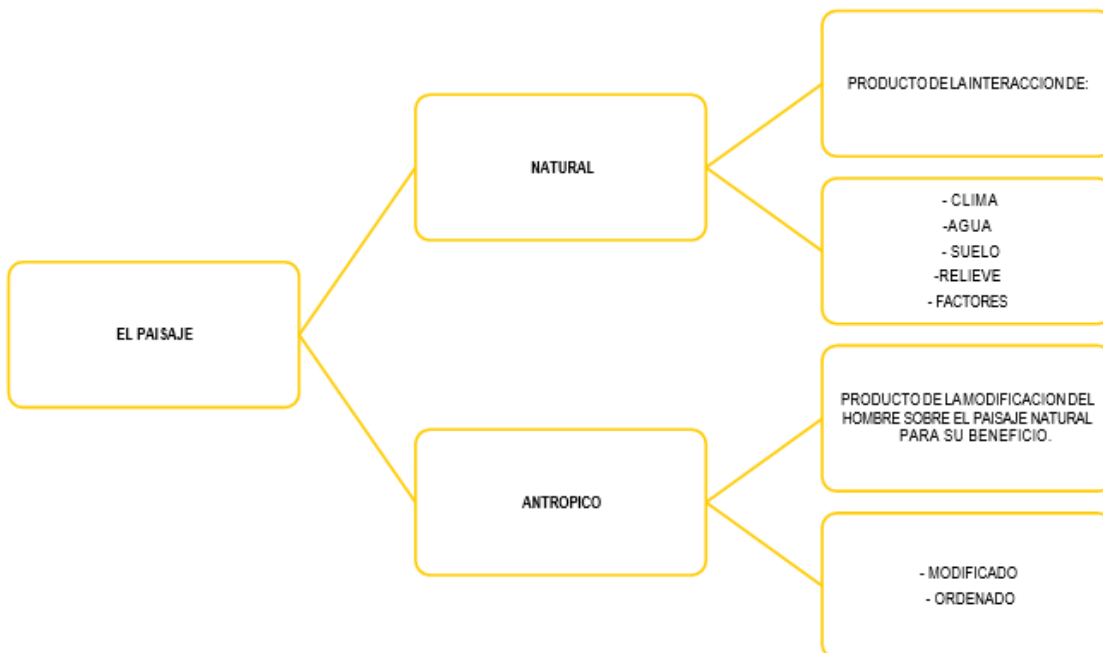 EL PAISAJE
NATURAL
PRODUCTO DE LA INTERACCION DE:
- CLIMA
-AGUA
- SUELO
-RELIEVE
- FACTORES
ANTROPICO
PRODUCTO DE LA MODIFICACION DEL
HOMBRE SOBRE EL PAISAJE NATURAL
PARA SU BENEFICIO.
- MODIFICADO
- ORDENADO